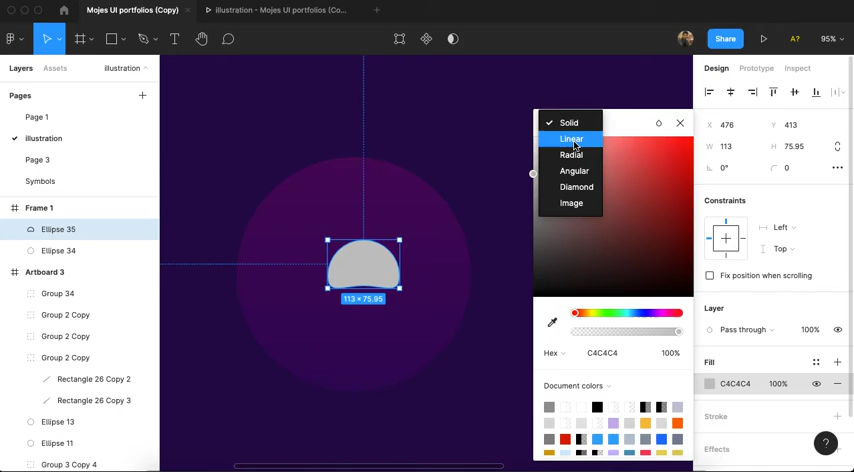 Mojes UI portfolios (Copy)
illustration - Mojes UI portfolios (Co...
T
Share
A?
95%
Layers
Assets
illustration
Design
Prototype
Inspect
Pages
Page 1
illustration
Page 3
Symbols
Frame 1
Ellipse 35
Ellipse 34
Artboard 3
Group 34
Group 2 Copy
Group 2 Copy
Group 2 Copy
Rectangle 26 Copy 2
Rectangle 26 Copy 3
Ellipse 13
Ellipse 11
Group 3 Copy 4
113 × 75.95
Solid
Linear
Radial
Angular
Diamond
Image
Hex
C4C4C4
100%
Document colors
X 476 Y 413
W 113 H 75.95
0° 0
Constraints
Left
Top
Fix position when scrolling
Layer
Pass through 100%
Fill
C4C4C4 100%
Stroke
Effects
?